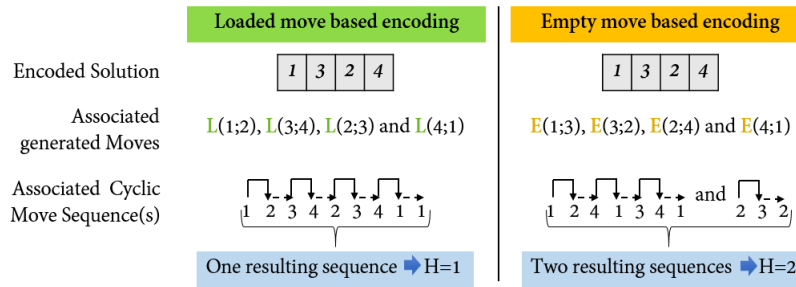 Loaded move based encoding
Empty move based encoding
Encoded Solution
1 3 2 4
1 3 2 4
Associated
generated Moves
L(1;2), L(3;4), L(2;3) and L(4;1)
E(1;3), E(3;2), E(2;4) and E(4;1)
Associated Cyclic
Move Sequence(s)
1 2 3 4 2 3 4 1 1
1 2 4 1 3 4 1 and 2 3 2
One resulting sequence ➡ H=1
Two resulting sequences ➡ H=2